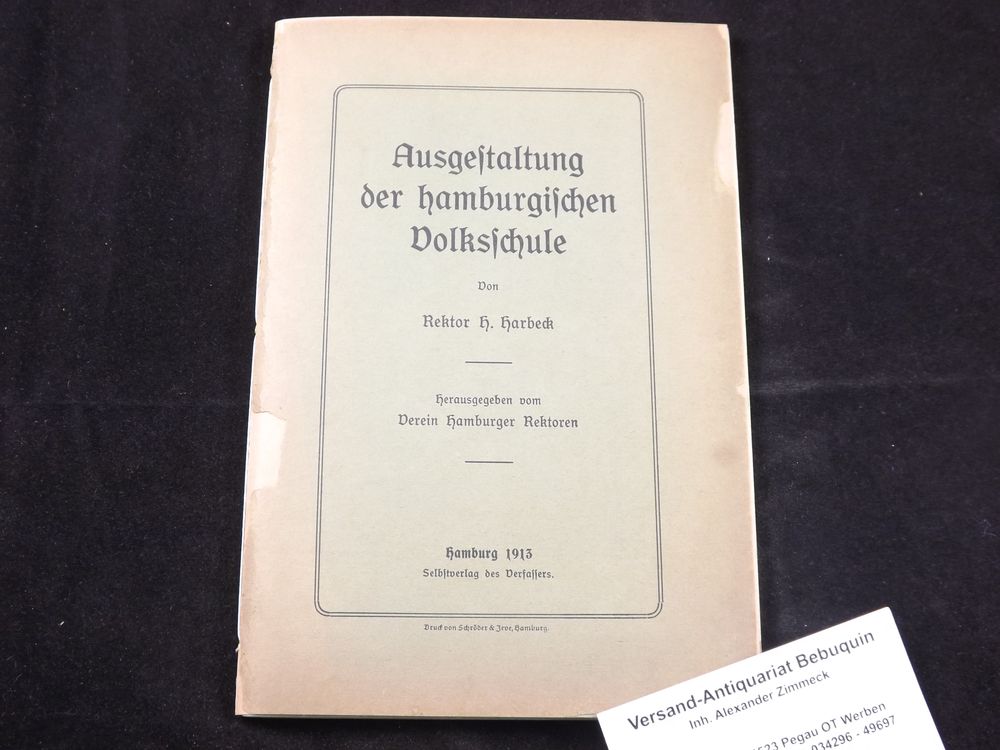 Ausgeſtaltung
der hamburgiſchen
Volksſchule
Von
Rektor H. Harbeck
Herausgegeben vom
Verein Hamburger Rektoren
Hamburg 1913
Selbſtverlag des Verfaſſers.
Druck von Schröder & Jeve, Hamburg.
Versand-Antiquariat Bebuquin
Inh. Alexander Zimmeck
Pegau OT Werben
034296 - 49697